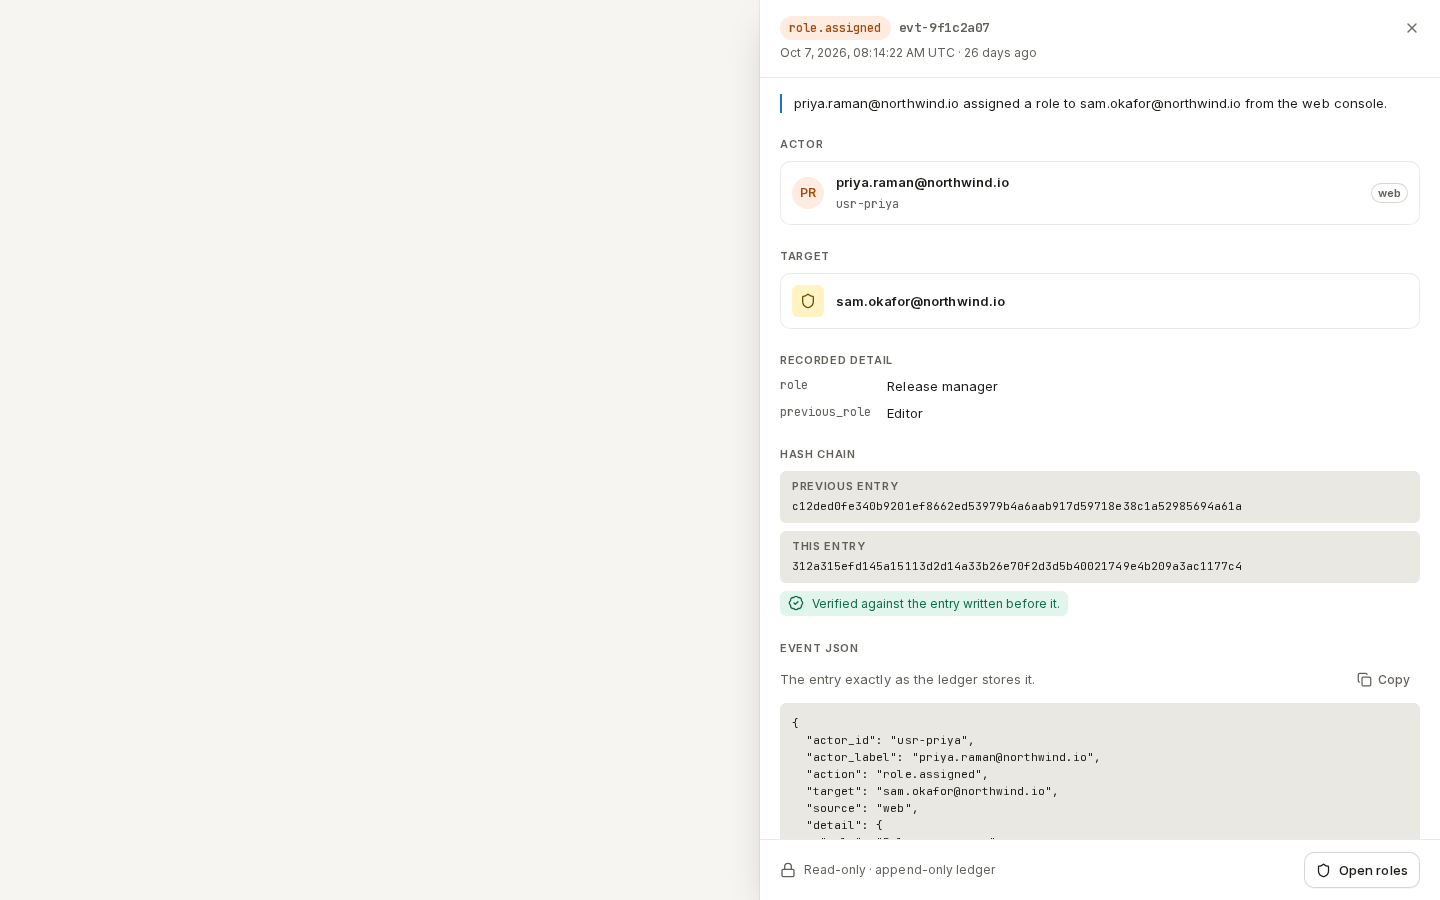 role.assigned evt-9f1c2a07
Oct 7, 2026, 08:14:22 AM UTC · 26 days ago
priya.raman@northwind.io assigned a role to sam.okafor@northwind.io from the web console.
ACTOR
PR
priya.raman@northwind.io
usr-priya
web
TARGET
sam.okafor@northwind.io
RECORDED DETAIL
role Release manager
previous_role Editor
HASH CHAIN
PREVIOUS ENTRY
c12ded0fe340b9201ef8662ed53979b4a6aab917d59718e38c1a52985694a61a
THIS ENTRY
312a315efd145a15113d2d14a33b26e70f2d3d5b40021749e4b209a3ac1177c4
Verified against the entry written before it.
EVENT JSON
The entry exactly as the ledger stores it.
Copy
{
"actor_id": "usr-priya",
"actor_label": "priya.raman@northwind.io",
"action": "role.assigned",
"target": "sam.okafor@northwind.io",
"source": "web",
"detail": {
Read-only · append-only ledger
Open roles